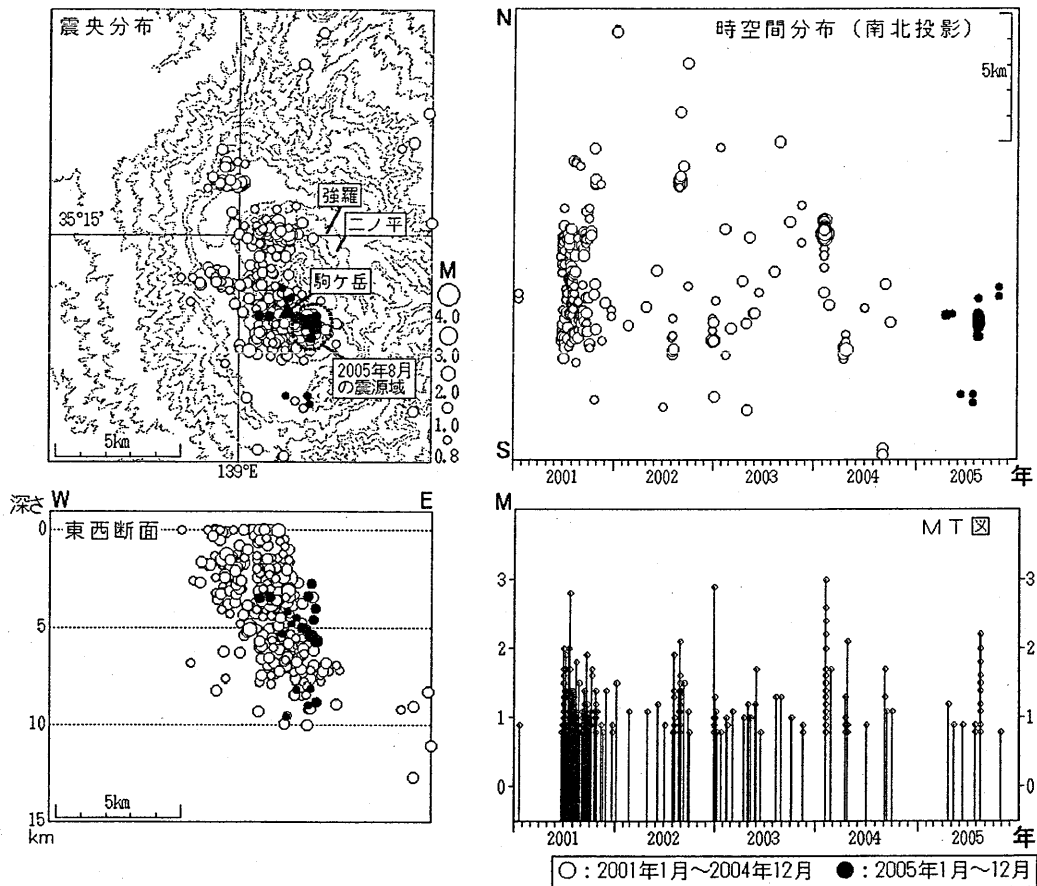 震央分布
強羅
二ノ平
35°15'
駒ケ岳
2005年8月
の震源域
5km
139°E
M
4.0
3.0
2.0
1.0
0.8
N
時空間分布（南北投影）
5km
S
2001 2002 2003 2004 2005 年
深さ W E
東西断面
0
5
10
15
km
5km
M
MT図
3 3
2 2
1 1
0 0
2001 2002 2003 2004 2005 年
○：2001年1月～2004年12月 ●：2005年1月～12月